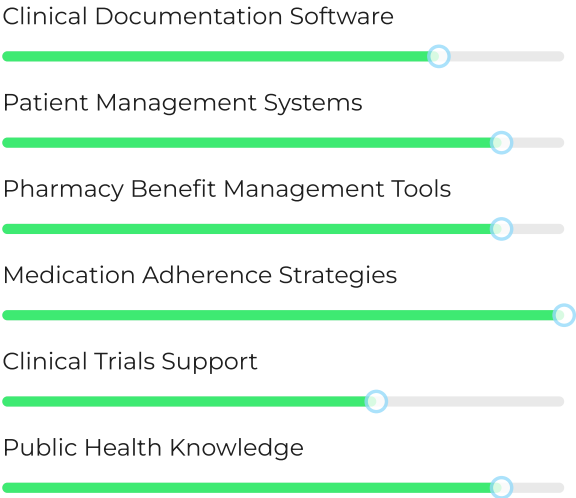 Clinical Documentation Software
Patient Management Systems
Pharmacy Benefit Management Tools
Medication Adherence Strategies
Clinical Trials Support
Public Health Knowledge